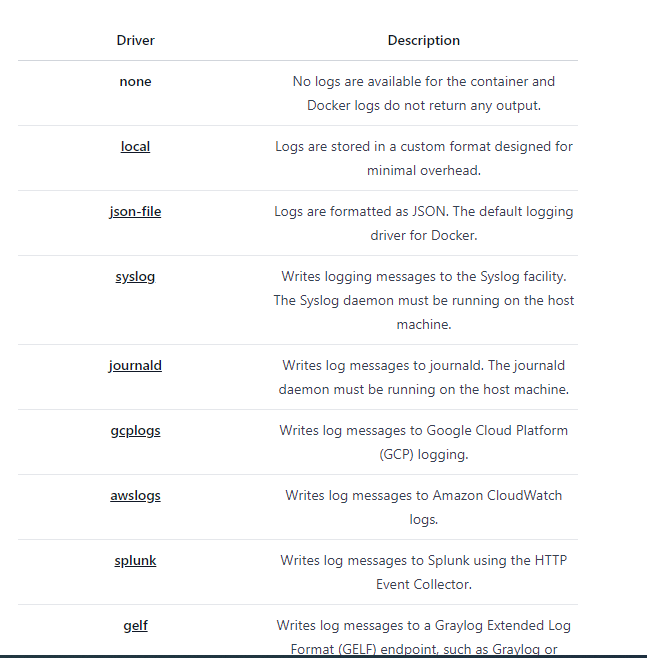 Driver Description
none No logs are available for the container and
Docker logs do not return any output.
local Logs are stored in a custom format designed for
minimal overhead.
json-file Logs are formatted as JSON. The default logging
driver for Docker.
syslog Writes logging messages to the Syslog facility.
The Syslog daemon must be running on the host
machine.
journald Writes log messages to journald. The journald
daemon must be running on the host machine.
gcplogs Writes log messages to Google Cloud Platform
(GCP) logging.
awslogs Writes log messages to Amazon CloudWatch
logs.
splunk Writes log messages to Splunk using the HTTP
Event Collector.
gelf Writes log messages to a Graylog Extended Log
Format (GELF) endpoint, such as Graylog or